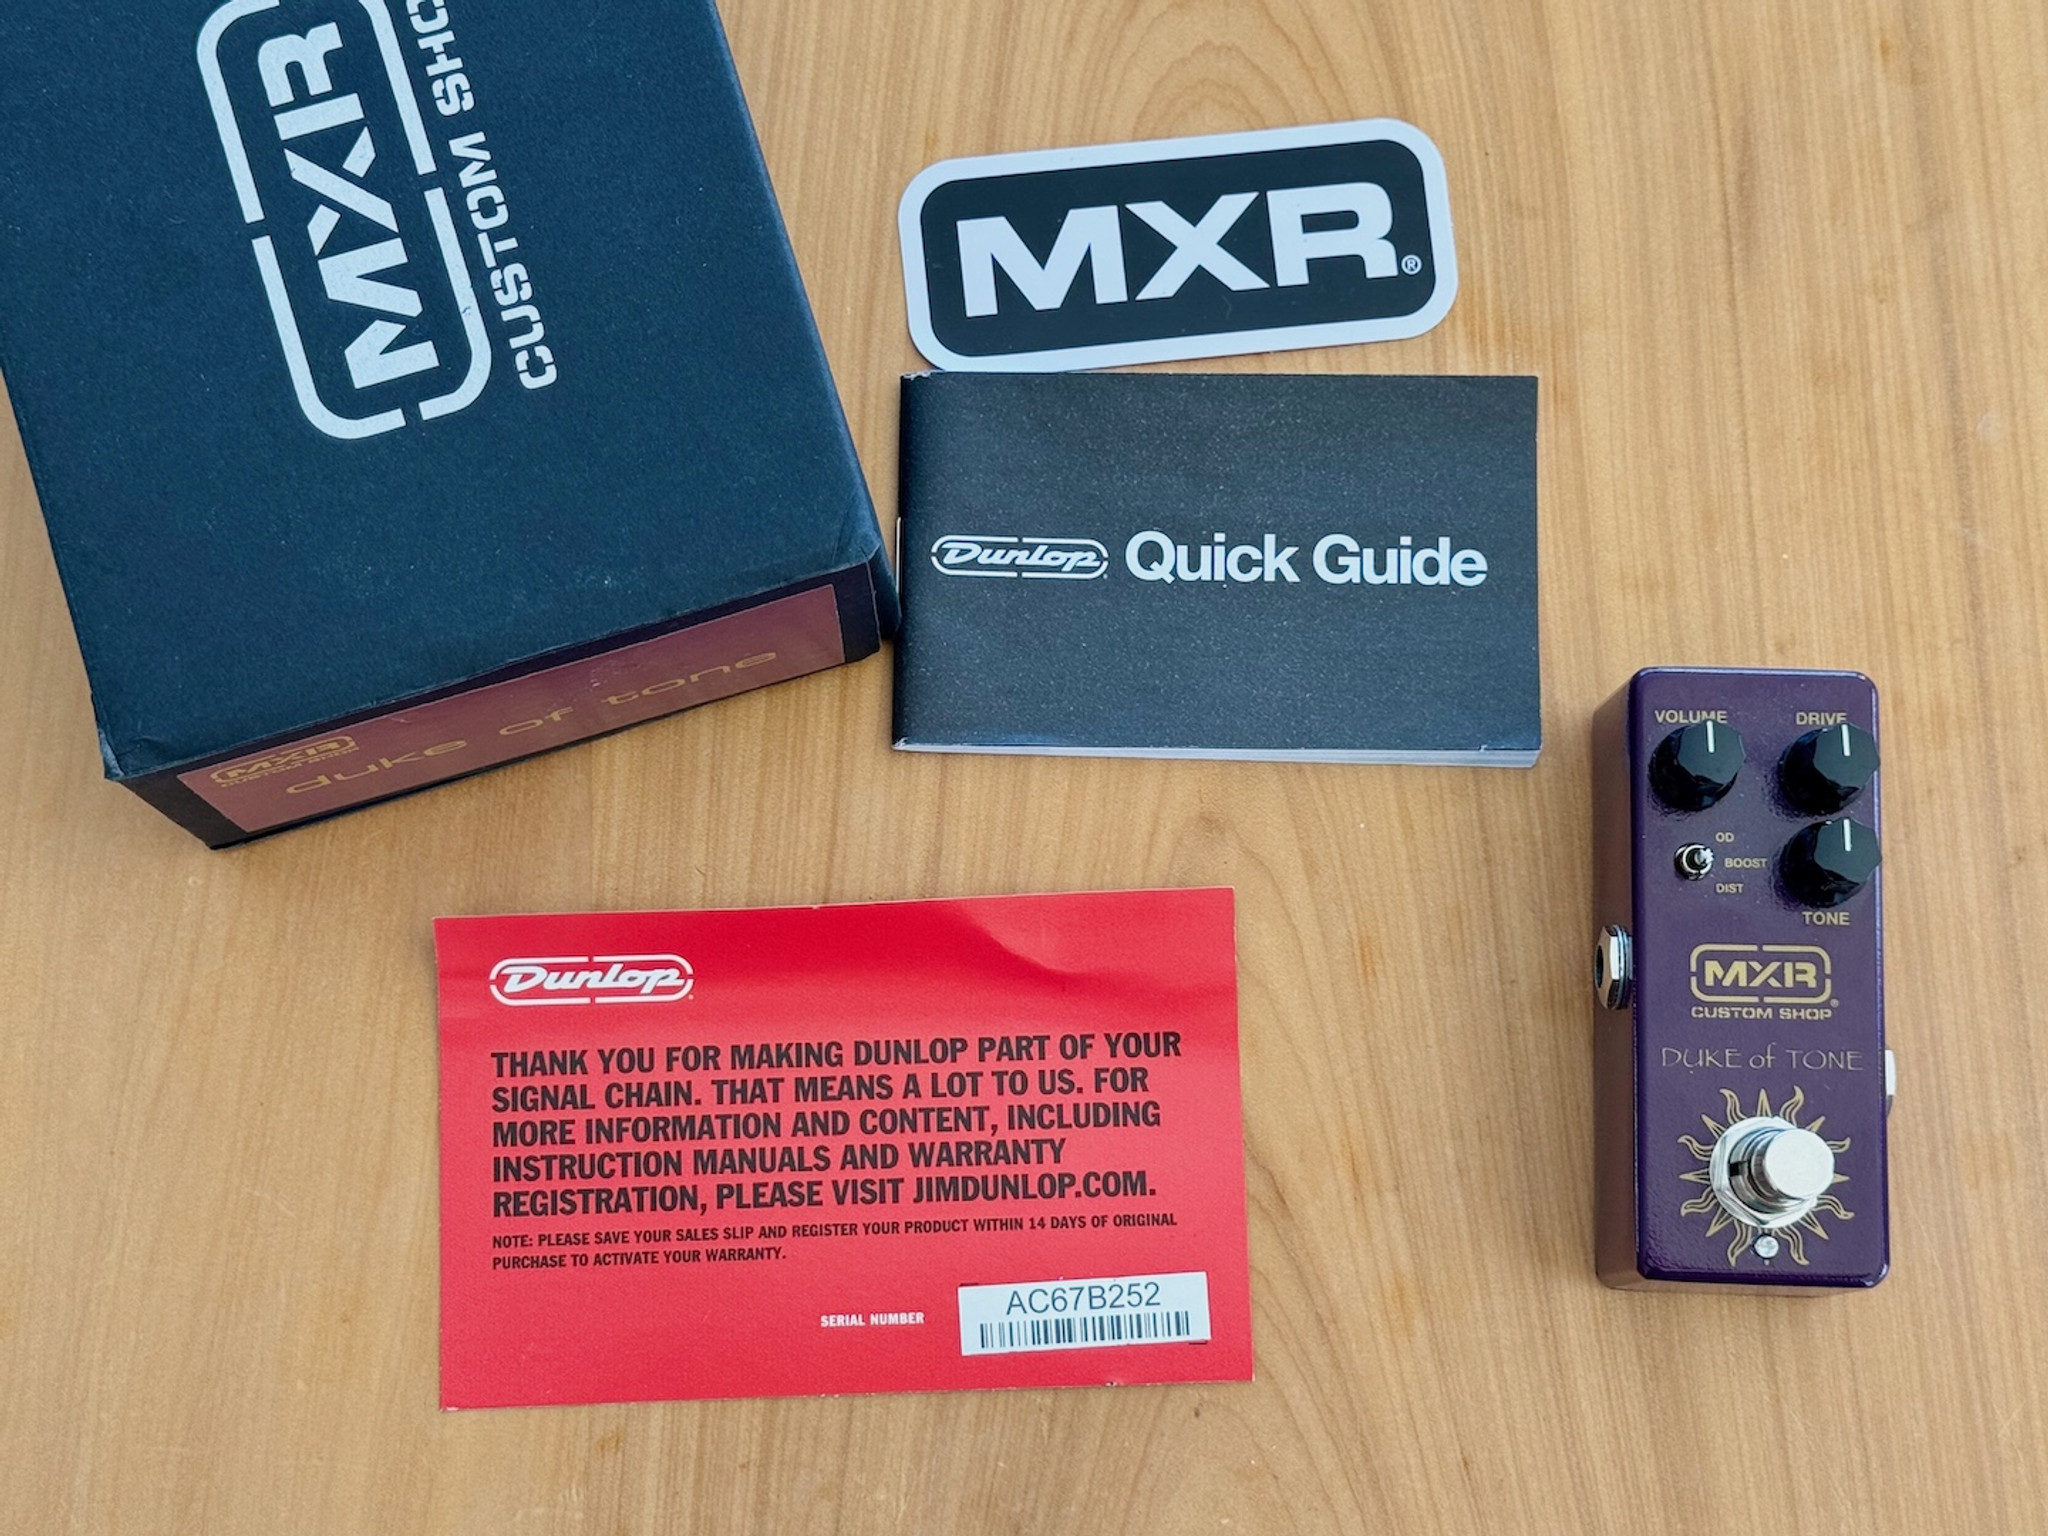 MXR
CUSTOM SHO
MXR
CUSTOM SHOP
duke of tone
MXR®
Dunlop Quick Guide
Dunlop
THANK YOU FOR MAKING DUNLOP PART OF YOUR
SIGNAL CHAIN. THAT MEANS A LOT TO US. FOR
MORE INFORMATION AND CONTENT, INCLUDING
INSTRUCTION MANUALS AND WARRANTY
REGISTRATION, PLEASE VISIT JIMDUNLOP.COM.
NOTE: PLEASE SAVE YOUR SALES SLIP AND REGISTER YOUR PRODUCT WITHIN 14 DAYS OF ORIGINAL
PURCHASE TO ACTIVATE YOUR WARRANTY.
SERIAL NUMBER
AC67B252
VOLUME DRIVE
OD
BOOST
DIST
TONE
MXR®
CUSTOM SHOP
DUKE of TONE